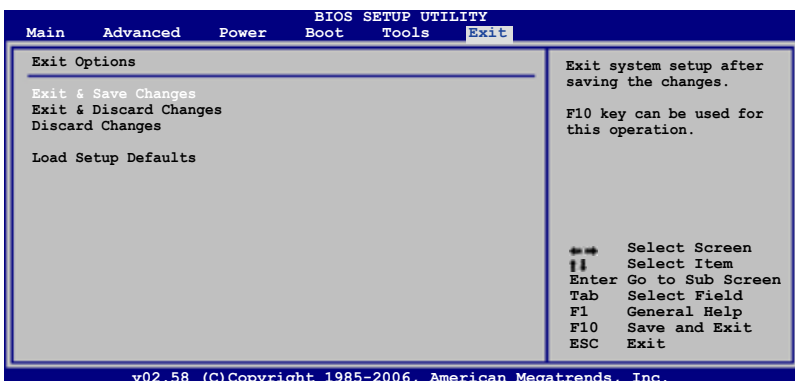 BIOS SETUP UTILITY
Main Advanced Power Boot Tools Exit
Exit Options
Exit & Save Changes
Exit & Discard Changes
Discard Changes
Load Setup Defaults
Exit system setup after
saving the changes.
F10 key can be used for
this operation.
←→ Select Screen
↑↓ Select Item
Enter Go to Sub Screen
Tab Select Field
F1 General Help
F10 Save and Exit
ESC Exit
v02.58 (C)Copyright 1985-2006, American Megatrends, Inc.